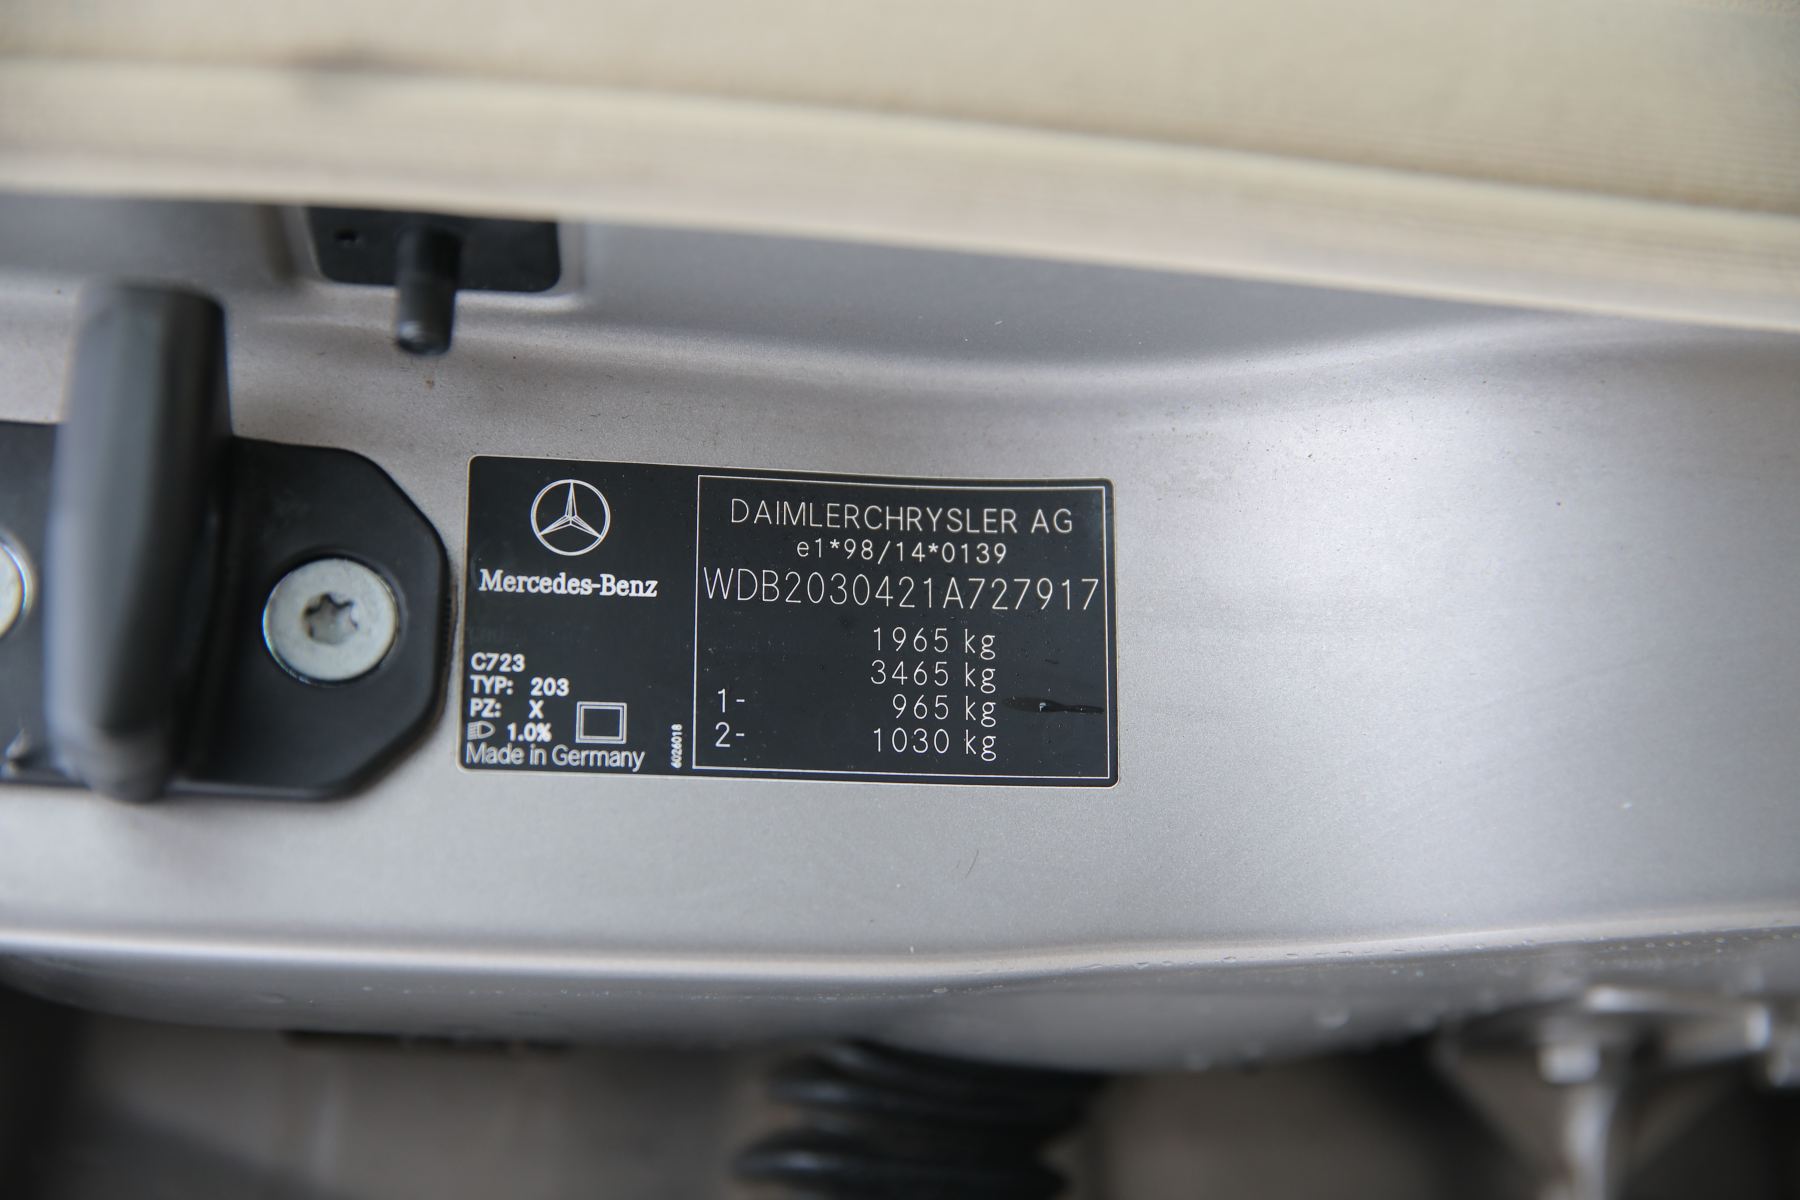 Mercedes-Benz
C723
TYP: 203
PZ: X
1.0%
Made in Germany
6026018
DAIMLERCHRYSLER AG
e1*98/14*0139
WDB2030421A727917
1965 kg
3465 kg
1- 965 kg
2- 1030 kg